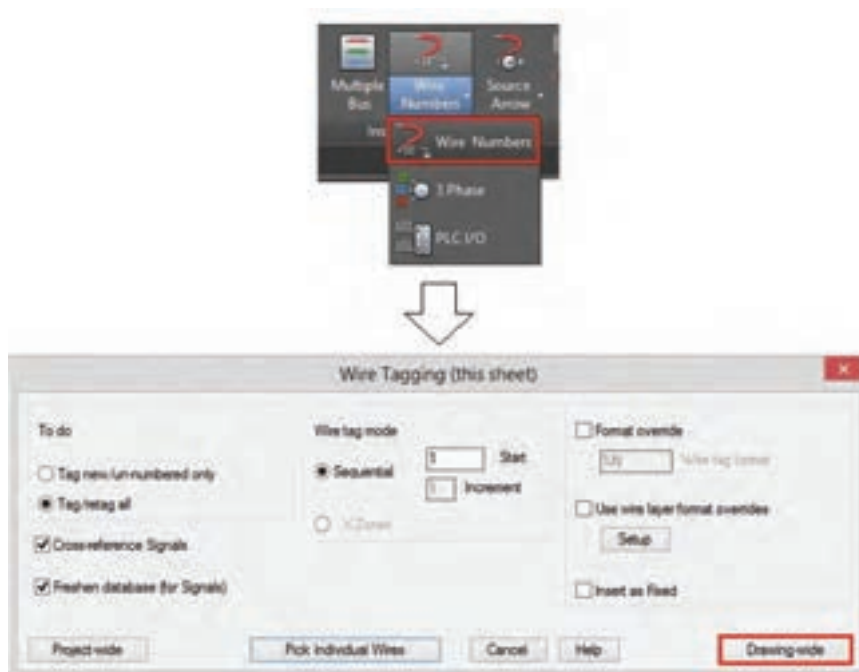 Multiple Bus
Wire Numbers
Source Arrow
Ins
Wire Numbers
3 Phase
PLC I/O
Wire Tagging (this sheet)
To do
Tag new/un-numbered only
Tag/retag all
Cross-reference Signals
Freshen database (for Signals)
Wire tag mode
Sequential
1 Start
1 Increment
X-Zones
Format override
%N Wire tag format
Use wire layer format overrides
Setup
Insert as Fixed
Project-wide
Pick Individual Wires
Cancel
Help
Drawing-wide